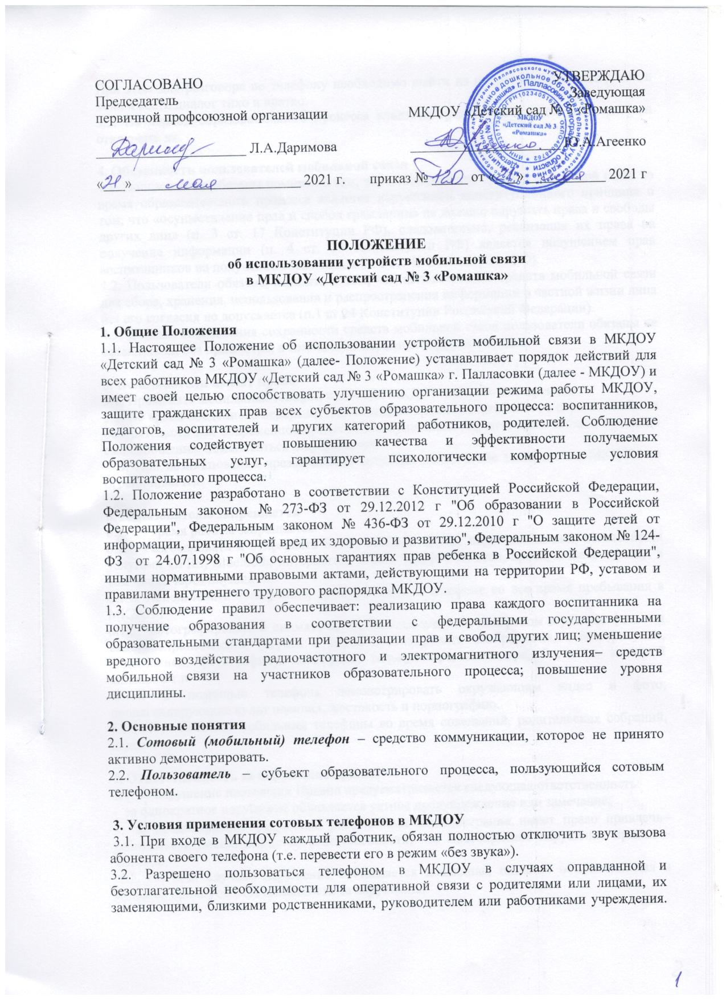 СОГЛАСОВАНО
Председатель
первичной профсоюзной организации
Л.А.Даримова
« » мая 2021 г.
УТВЕРЖДАЮ
Заведующая
МКДОУ «Детский сад № 3 «Ромашка»
Ю.А.Агеенко
приказ № 120 от « » мая 2021 г
МКДОУ
«Детский сад № 3
«Ромашка»
ПОЛОЖЕНИЕ
об использовании устройств мобильной связи
в МКДОУ «Детский сад № 3 «Ромашка»
1. Общие Положения
1.1. Настоящее Положение об использовании устройств мобильной связи в МКДОУ
«Детский сад № 3 «Ромашка» (далее- Положение) устанавливает порядок действий для
всех работников МКДОУ «Детский сад № 3 «Ромашка» г. Палласовки (далее - МКДОУ) и
имеет своей целью способствовать улучшению организации режима работы МКДОУ,
защите гражданских прав всех субъектов образовательного процесса: воспитанников,
педагогов, воспитателей и других категорий работников, родителей. Соблюдение
Положения содействует повышению качества и эффективности получаемых
образовательных услуг, гарантирует психологически комфортные условия
воспитательного процесса.
1.2. Положение разработано в соответствии с Конституцией Российской Федерации,
Федеральным законом № 273-ФЗ от 29.12.2012 г "Об образовании в Российской
Федерации", Федеральным законом № 436-ФЗ от 29.12.2010 г "О защите детей от
информации, причиняющей вред их здоровью и развитию", Федеральным законом № 124-
ФЗ от 24.07.1998 г "Об основных гарантиях прав ребенка в Российской Федерации",
иными нормативными правовыми актами, действующими на территории РФ, уставом и
правилами внутреннего трудового распорядка МКДОУ.
1.3. Соблюдение правил обеспечивает: реализацию права каждого воспитанника на
получение образования в соответствии с федеральными государственными
образовательными стандартами при реализации прав и свобод других лиц; уменьшение
вредного воздействия радиочастотного и электромагнитного излучения– средств
мобильной связи на участников образовательного процесса; повышение уровня
дисциплины.
2. Основные понятия
2.1. Сотовый (мобильный) телефон – средство коммуникации, которое не принято
активно демонстрировать.
2.2. Пользователь – субъект образовательного процесса, пользующийся сотовым
телефоном.
3. Условия применения сотовых телефонов в МКДОУ
3.1. При входе в МКДОУ каждый работник, обязан полностью отключить звук вызова
абонента своего телефона (т.е. перевести его в режим «без звука»).
3.2. Разрешено пользоваться телефоном в МКДОУ в случаях оправданной и
безотлагательной необходимости для оперативной связи с родителями или лицами, их
заменяющими, близкими родственниками, руководителем или работниками учреждения.
1